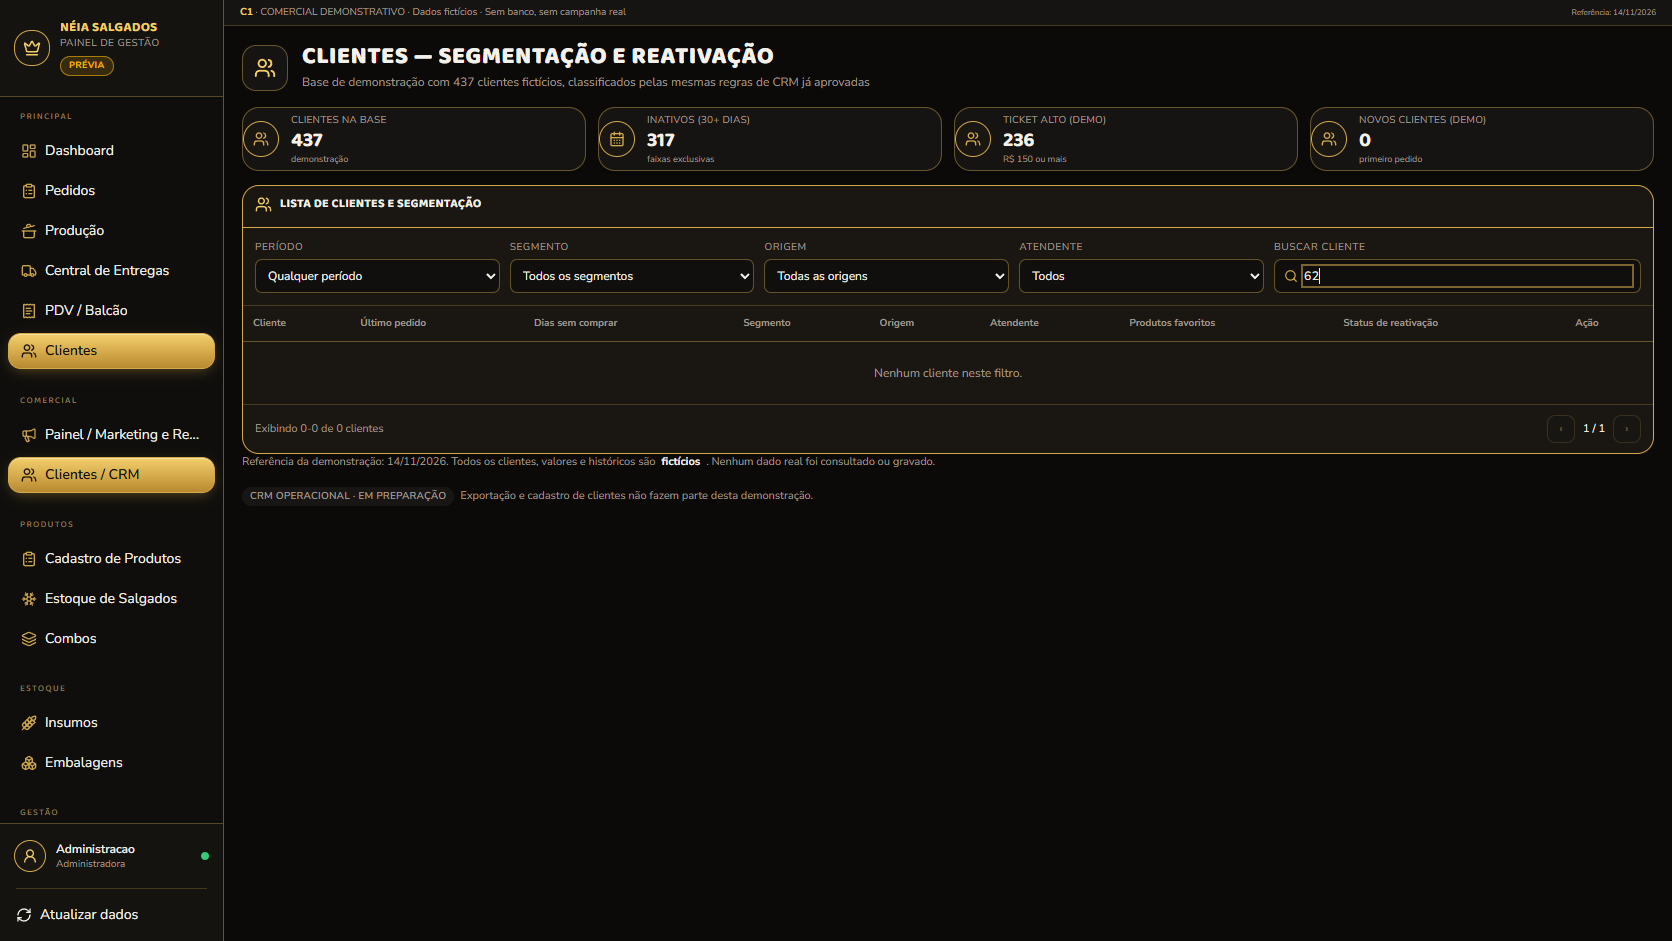 NÉIA SALGADOS
PAINEL DE GESTÃO
PRÉVIA
PRINCIPAL
Dashboard
Pedidos
Produção
Central de Entregas
PDV / Balcão
Clientes
COMERCIAL
Painel / Marketing e Re...
Clientes / CRM
PRODUTOS
Cadastro de Produtos
Estoque de Salgados
Combos
ESTOQUE
Insumos
Embalagens
GESTÃO
Administracao
Administradora
Atualizar dados
C1 · COMERCIAL DEMONSTRATIVO · Dados fictícios · Sem banco, sem campanha real
Referência: 14/11/2026
CLIENTES — SEGMENTAÇÃO E REATIVAÇÃO
Base de demonstração com 437 clientes fictícios, classificados pelas mesmas regras de CRM já aprovadas
CLIENTES NA BASE
437
demonstração
INATIVOS (30+ DIAS)
317
faixas exclusivas
TICKET ALTO (DEMO)
236
R$ 150 ou mais
NOVOS CLIENTES (DEMO)
0
primeiro pedido
LISTA DE CLIENTES E SEGMENTAÇÃO
PERÍODO
Qualquer período
SEGMENTO
Todos os segmentos
ORIGEM
Todas as origens
ATENDENTE
Todos
BUSCAR CLIENTE
62
Cliente Último pedido Dias sem comprar Segmento Origem Atendente Produtos favoritos Status de reativação Ação
Nenhum cliente neste filtro.
Exibindo 0-0 de 0 clientes
‹ 1 / 1 ›
Referência da demonstração: 14/11/2026. Todos os clientes, valores e históricos são fictícios . Nenhum dado real foi consultado ou gravado.
CRM OPERACIONAL · EM PREPARAÇÃO Exportação e cadastro de clientes não fazem parte desta demonstração.